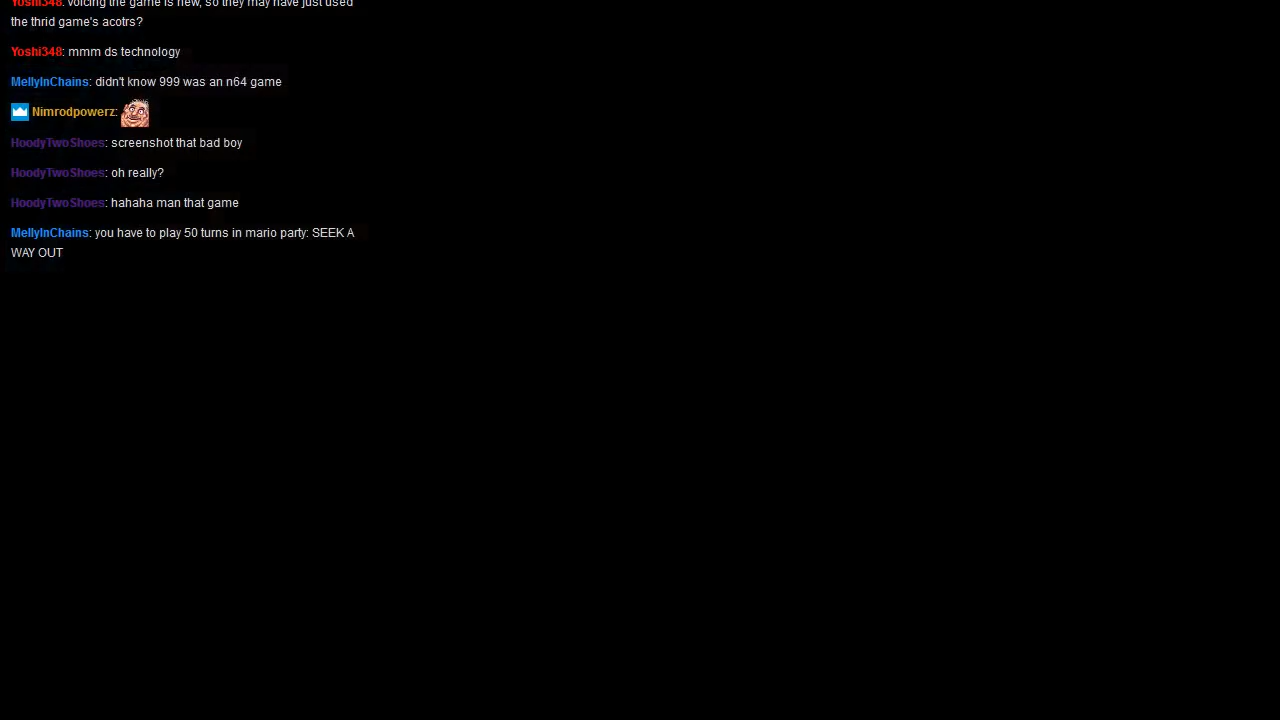 Yoshi348: voicing the game is new, so they may have just used
the thrid game's acotrs?
Yoshi348: mmm ds technology
MellyInChains: didn't know 999 was an n64 game
Nimrodpowerz:
HoodyTwoShoes: screenshot that bad boy
HoodyTwoShoes: oh really?
HoodyTwoShoes: hahaha man that game
MellyInChains: you have to play 50 turns in mario party: SEEK A
WAY OUT